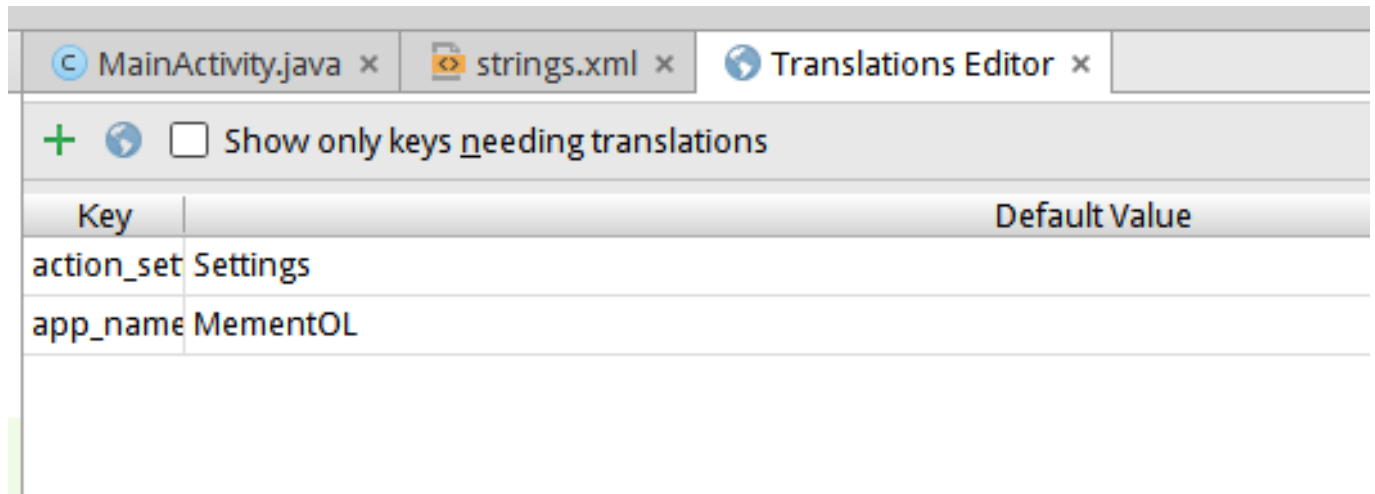 C MainActivity.java × <> strings.xml × Translations Editor ×
+ Show only keys needing translations
Key Default Value
action_set Settings
app_name MementOL